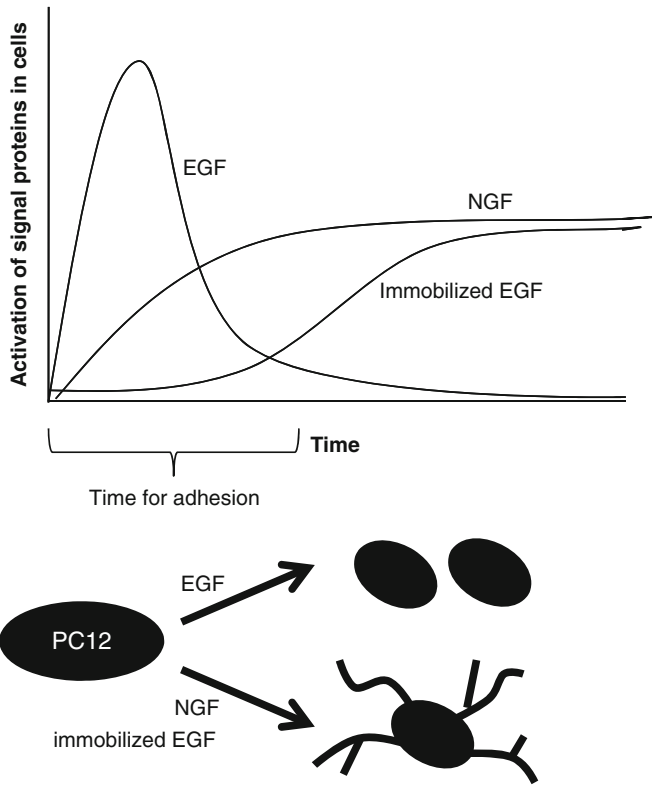 Activation of signal proteins in cells
EGF
NGF
Immobilized EGF
Time
Time for adhesion
EGF
PC12
NGF
immobilized EGF